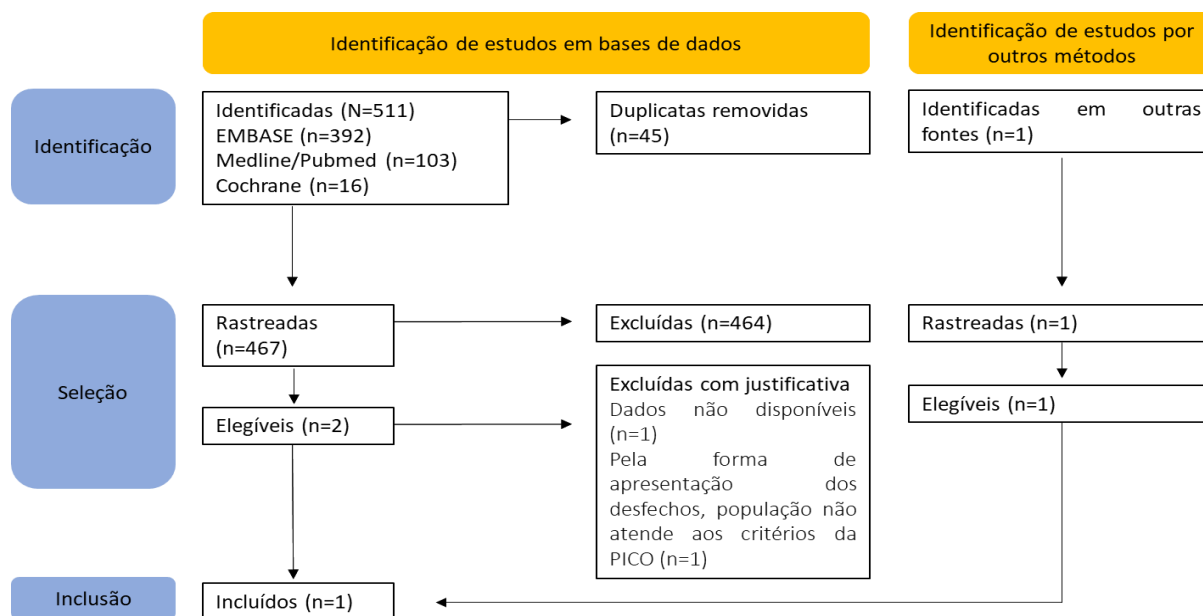 Identificação de estudos em bases de dados
Identificação de estudos por
outros métodos
Identificação
Identificadas (N=511)
EMBASE (n=392)
Medline/Pubmed (n=103)
Cochrane (n=16)
Duplicatas removidas
(n=45)
Identificadas em outras
fontes (n=1)
Seleção
Rastreadas
(n=467)
Excluídas (n=464)
Rastreadas (n=1)
Elegíveis (n=2)
Excluídas com justificativa
Dados não disponíveis
(n=1)
Pela forma de
apresentação dos
desfechos, população não
atende aos critérios da
PICO (n=1)
Elegíveis (n=1)
Inclusão
Incluídos (n=1)